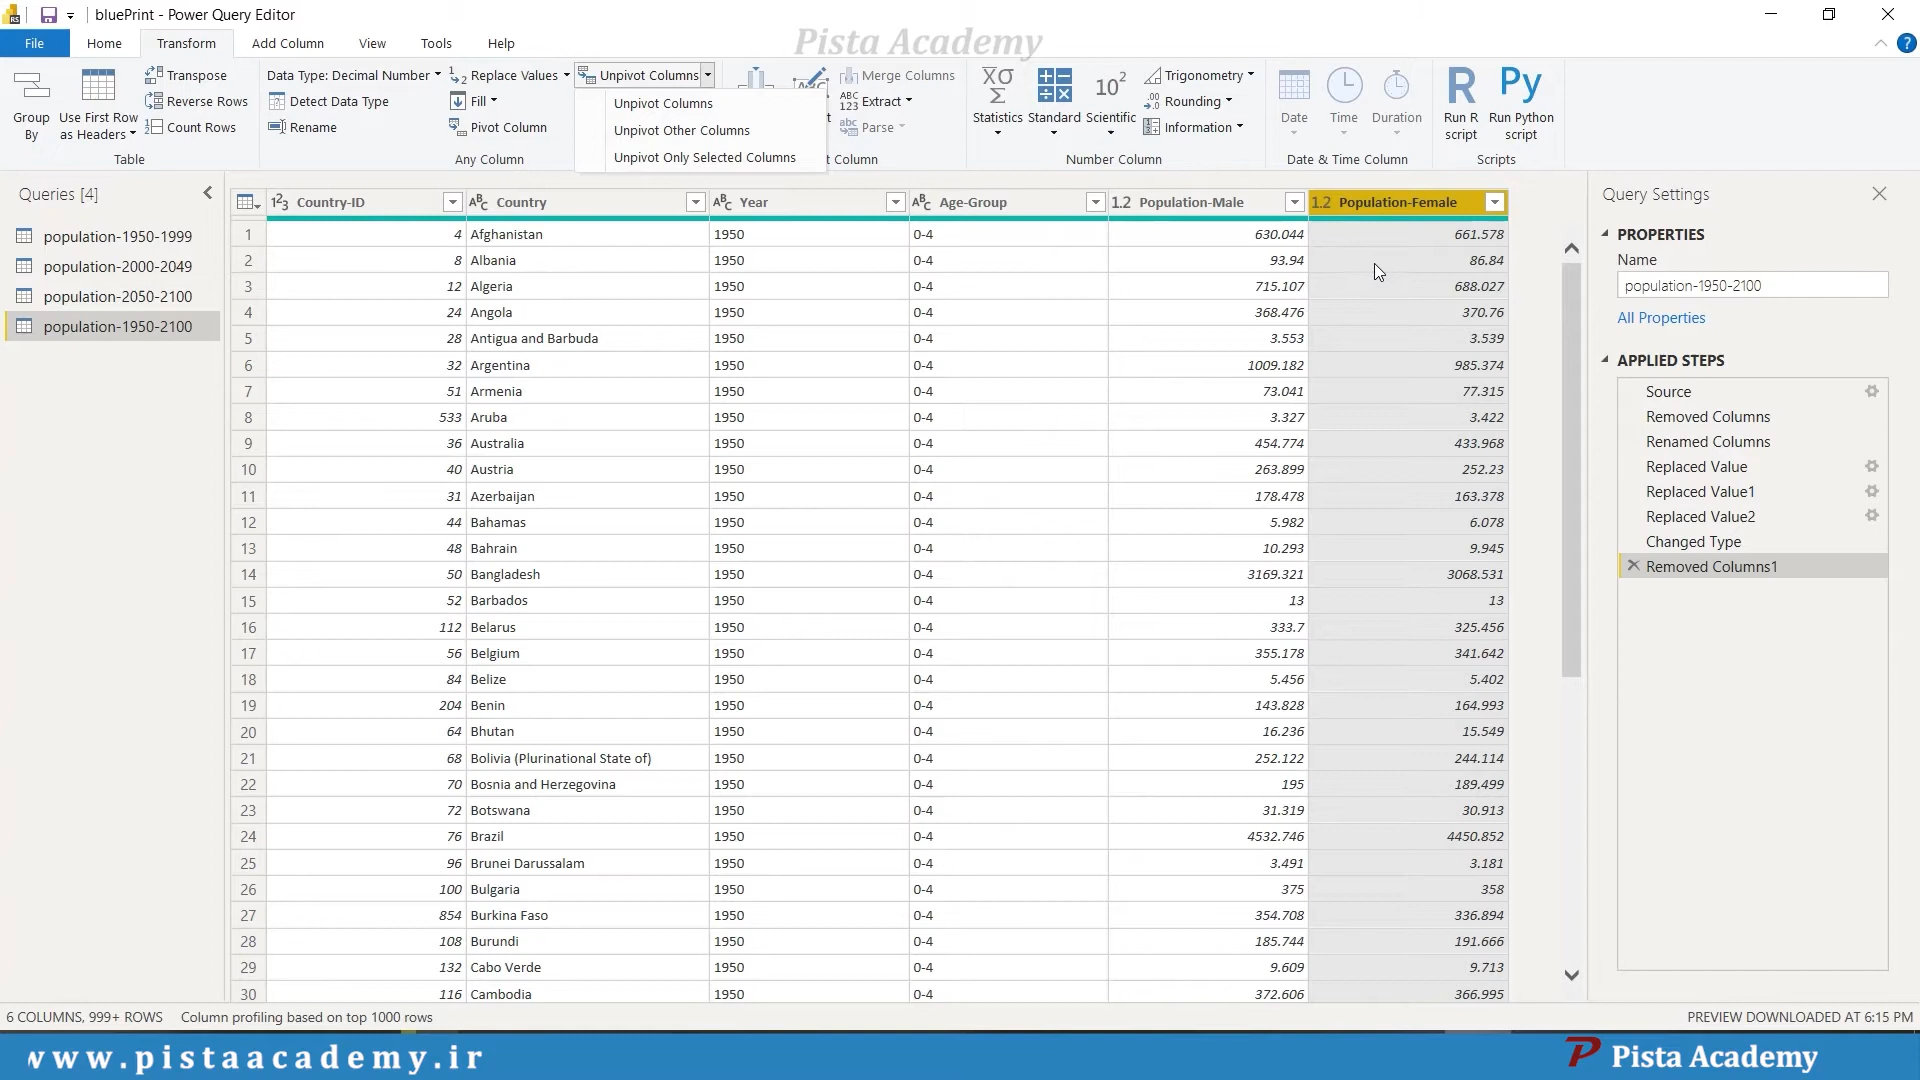 bluePrint - Power Query Editor
Pista Academy
File Home Transform Add Column View Tools Help
Group By
Use First Row as Headers
Transpose
Reverse Rows
Count Rows
Table
Data Type: Decimal Number
Detect Data Type
Rename
Replace Values
Fill
Pivot Column
Any Column
Unpivot Columns
Unpivot Columns
Unpivot Other Columns
Unpivot Only Selected Columns
Merge Columns
Extract
Parse
Column
Statistics
Standard
Scientific
Trigonometry
Rounding
Information
Number Column
Date
Time
Duration
Date & Time Column
Run R script
Run Python script
Scripts
Queries [4]
population-1950-1999
population-2000-2049
population-2050-2100
population-1950-2100
Country-ID Country Year Age-Group 1.2 Population-Male 1.2 Population-Female
1 4 Afghanistan 1950 0-4 630.044 661.578
2 8 Albania 1950 0-4 93.94 86.84
3 12 Algeria 1950 0-4 715.107 688.027
4 24 Angola 1950 0-4 368.476 370.76
5 28 Antigua and Barbuda 1950 0-4 3.553 3.539
6 32 Argentina 1950 0-4 1009.182 985.374
7 51 Armenia 1950 0-4 73.041 77.315
8 533 Aruba 1950 0-4 3.327 3.422
9 36 Australia 1950 0-4 454.774 433.968
10 40 Austria 1950 0-4 263.899 252.23
11 31 Azerbaijan 1950 0-4 178.478 163.378
12 44 Bahamas 1950 0-4 5.982 6.078
13 48 Bahrain 1950 0-4 10.293 9.945
14 50 Bangladesh 1950 0-4 3169.321 3068.531
15 52 Barbados 1950 0-4 13 13
16 112 Belarus 1950 0-4 333.7 325.456
17 56 Belgium 1950 0-4 355.178 341.642
18 84 Belize 1950 0-4 5.456 5.402
19 204 Benin 1950 0-4 143.828 164.993
20 64 Bhutan 1950 0-4 16.236 15.549
21 68 Bolivia (Plurinational State of) 1950 0-4 252.122 244.114
22 70 Bosnia and Herzegovina 1950 0-4 195 189.499
23 72 Botswana 1950 0-4 31.319 30.913
24 76 Brazil 1950 0-4 4532.746 4450.852
25 96 Brunei Darussalam 1950 0-4 3.491 3.181
26 100 Bulgaria 1950 0-4 375 358
27 854 Burkina Faso 1950 0-4 354.708 336.894
28 108 Burundi 1950 0-4 185.744 191.666
29 132 Cabo Verde 1950 0-4 9.609 9.713
30 116 Cambodia 1950 0-4 372.606 366.995
Query Settings
PROPERTIES
Name
population-1950-2100
All Properties
APPLIED STEPS
Source
Removed Columns
Renamed Columns
Replaced Value
Replaced Value1
Replaced Value2
Changed Type
Removed Columns1
6 COLUMNS, 999+ ROWS Column profiling based on top 1000 rows
PREVIEW DOWNLOADED AT 6:15 PM
www.pistaacademy.ir
Pista Academy